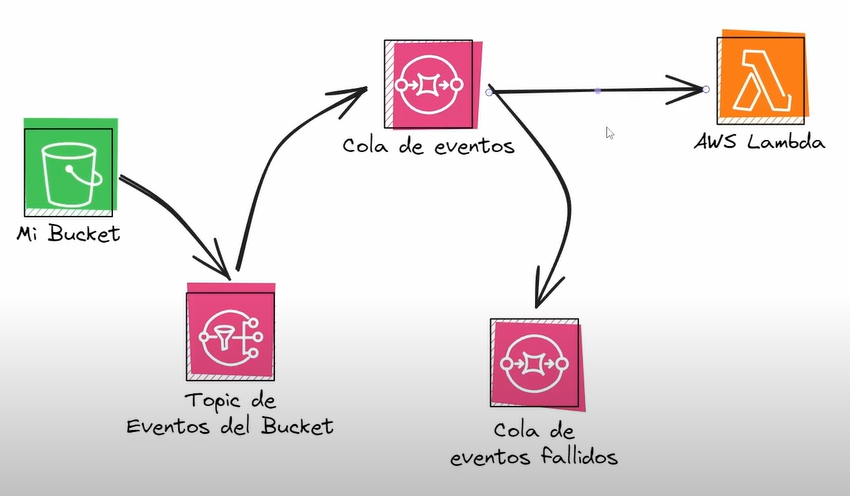 Mi Bucket
Topic de
Eventos del Bucket
Cola de eventos
Cola de
eventos fallidos
AWS Lambda